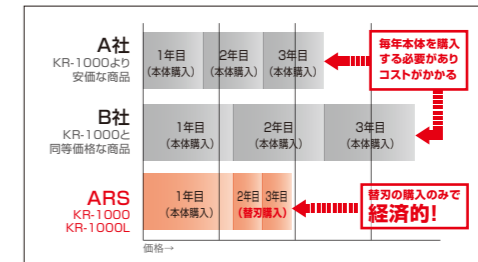 A社
KR-1000より
安価な商品
1年目
(本体購入)
2年目
(本体購入)
3年目
(本体購入)
毎年本体を購入
する必要があり
コストがかかる
B社
KR-1000と
同等価格な商品
1年目
(本体購入)
2年目
(本体購入)
3年目
(本体購入)
ARS
KR-1000
KR-1000L
1年目
(本体購入)
2年目 3年目
(替刃購入)
替刃の購入のみで
経済的!
価格→